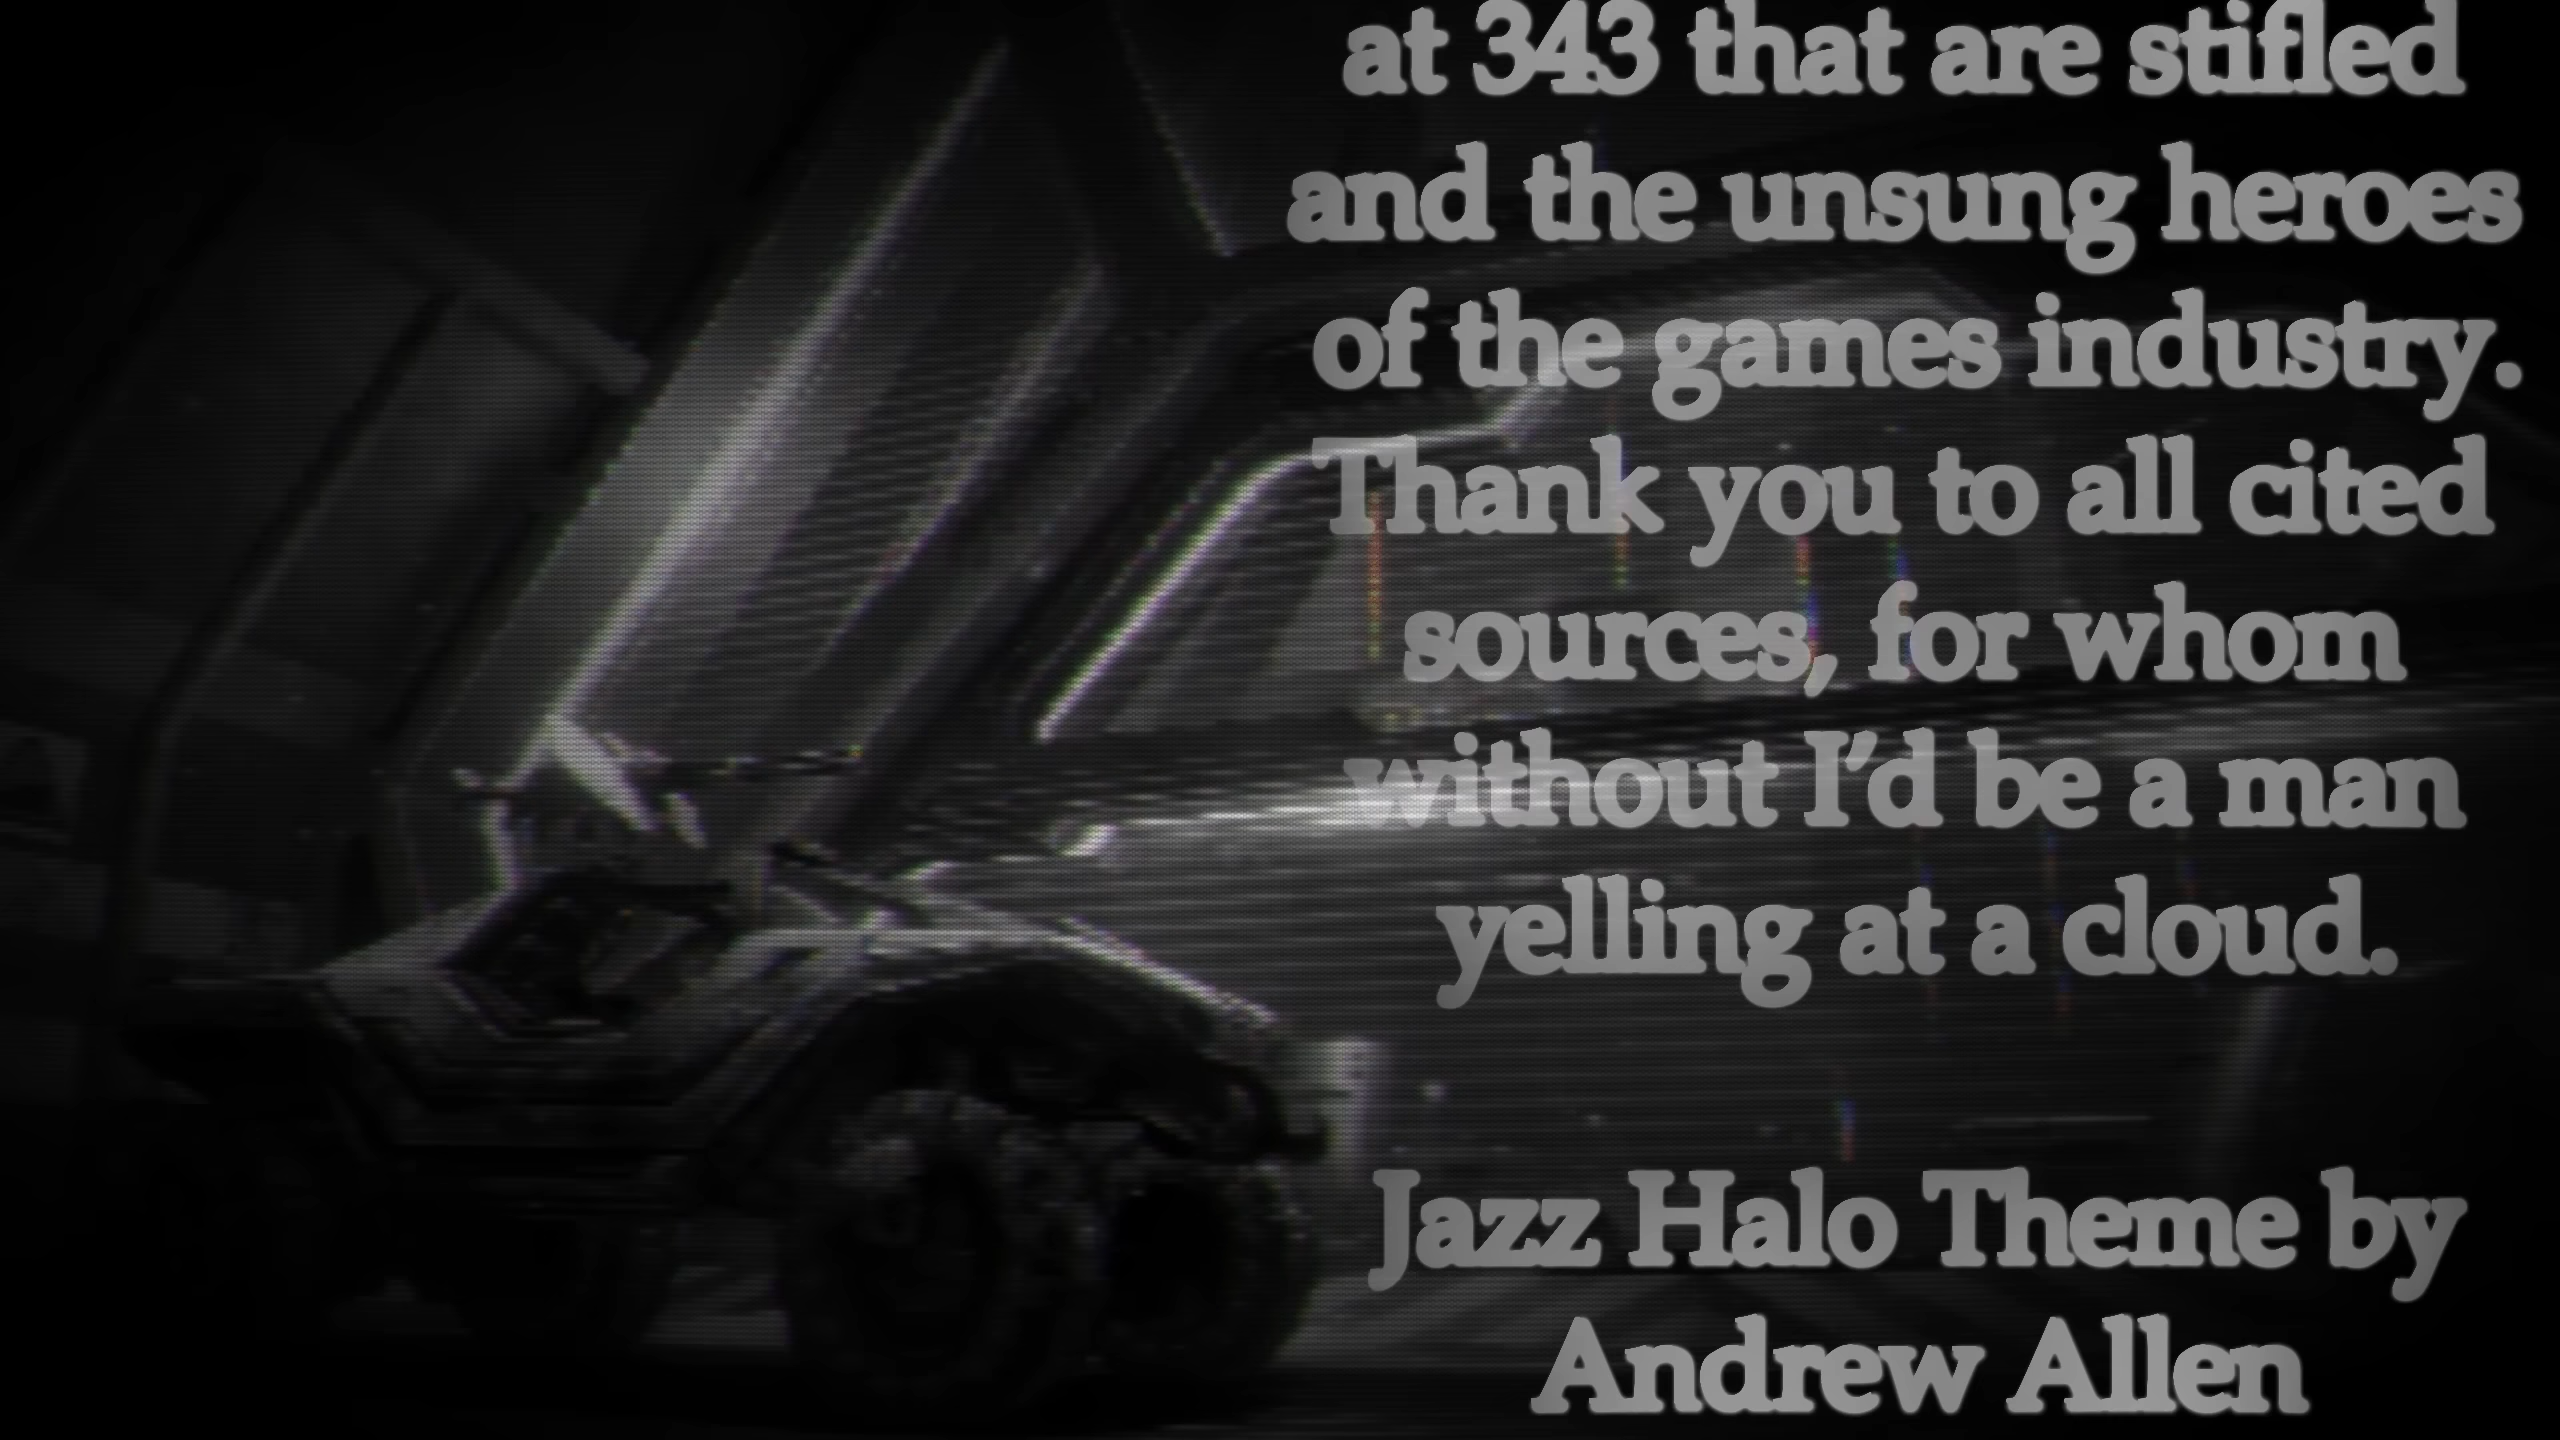 at 343 that are stifled
and the unsung heroes
of the games industry.
Thank you to all cited
sources, for whom
without I'd be a man
yelling at a cloud.
Jazz Halo Theme by
Andrew Allen